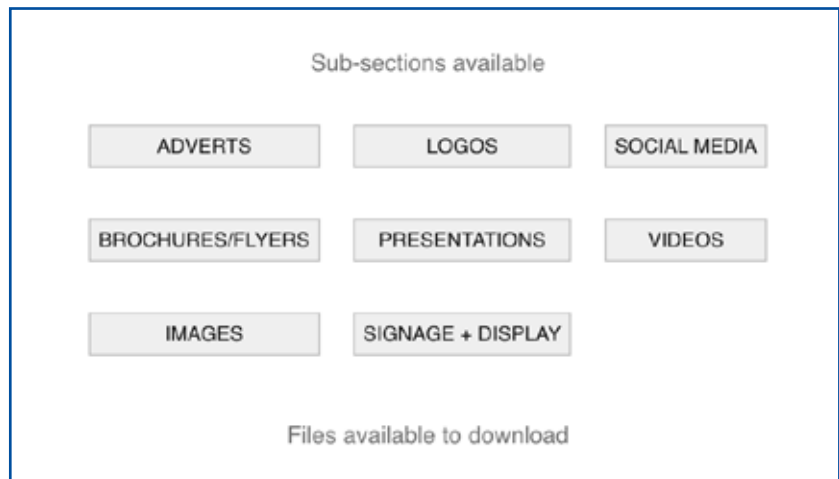 Sub-sections available
ADVERTS LOGOS SOCIAL MEDIA
BROCHURES/FLYERS PRESENTATIONS VIDEOS
IMAGES SIGNAGE + DISPLAY
Files available to download